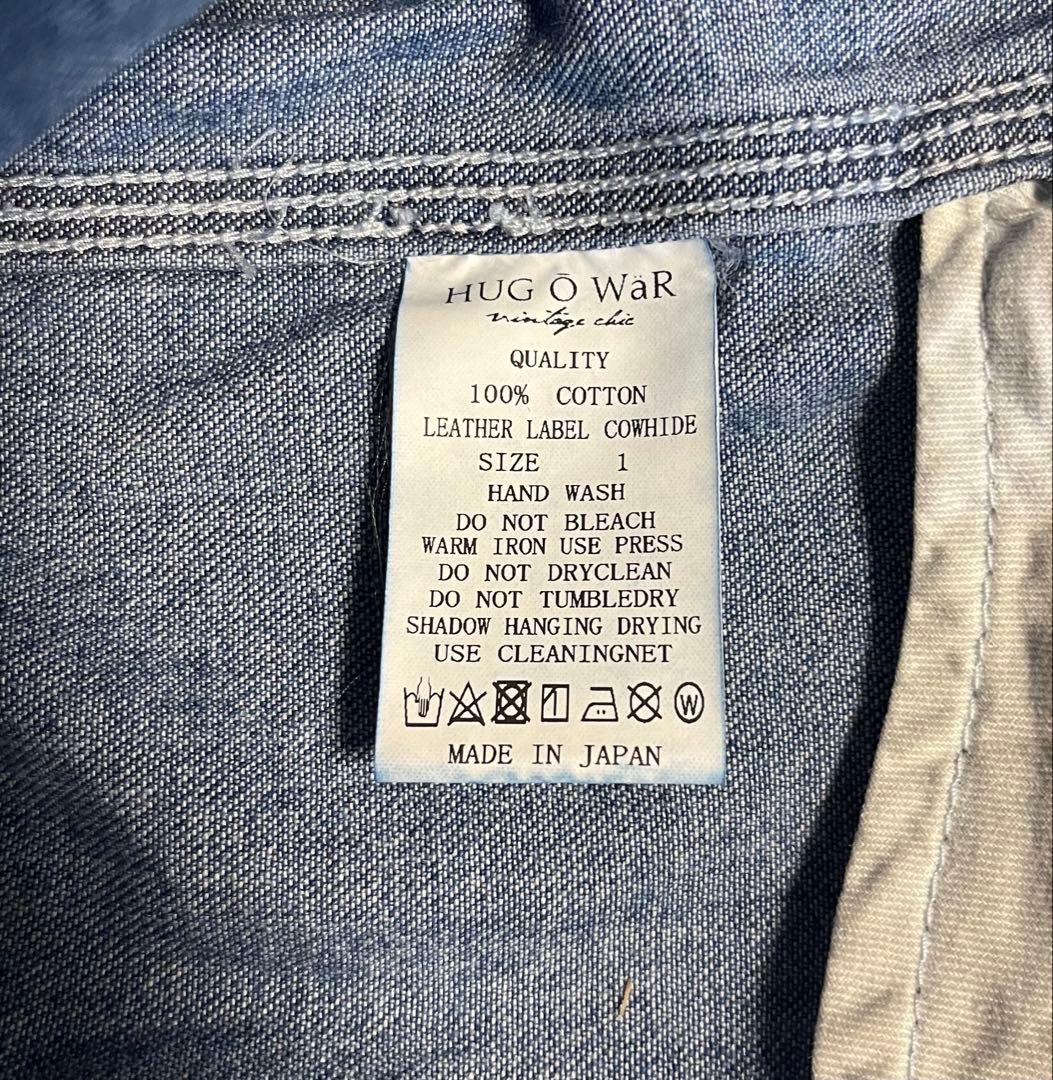 HUG Ō WäR
vintage chic
QUALITY
100% COTTON
LEATHER LABEL COWHIDE
SIZE 1
HAND WASH
DO NOT BLEACH
WARM IRON USE PRESS
DO NOT DRYCLEAN
DO NOT TUMBLEDRY
SHADOW HANGING DRYING
USE CLEANINGNET
W
MADE IN JAPAN